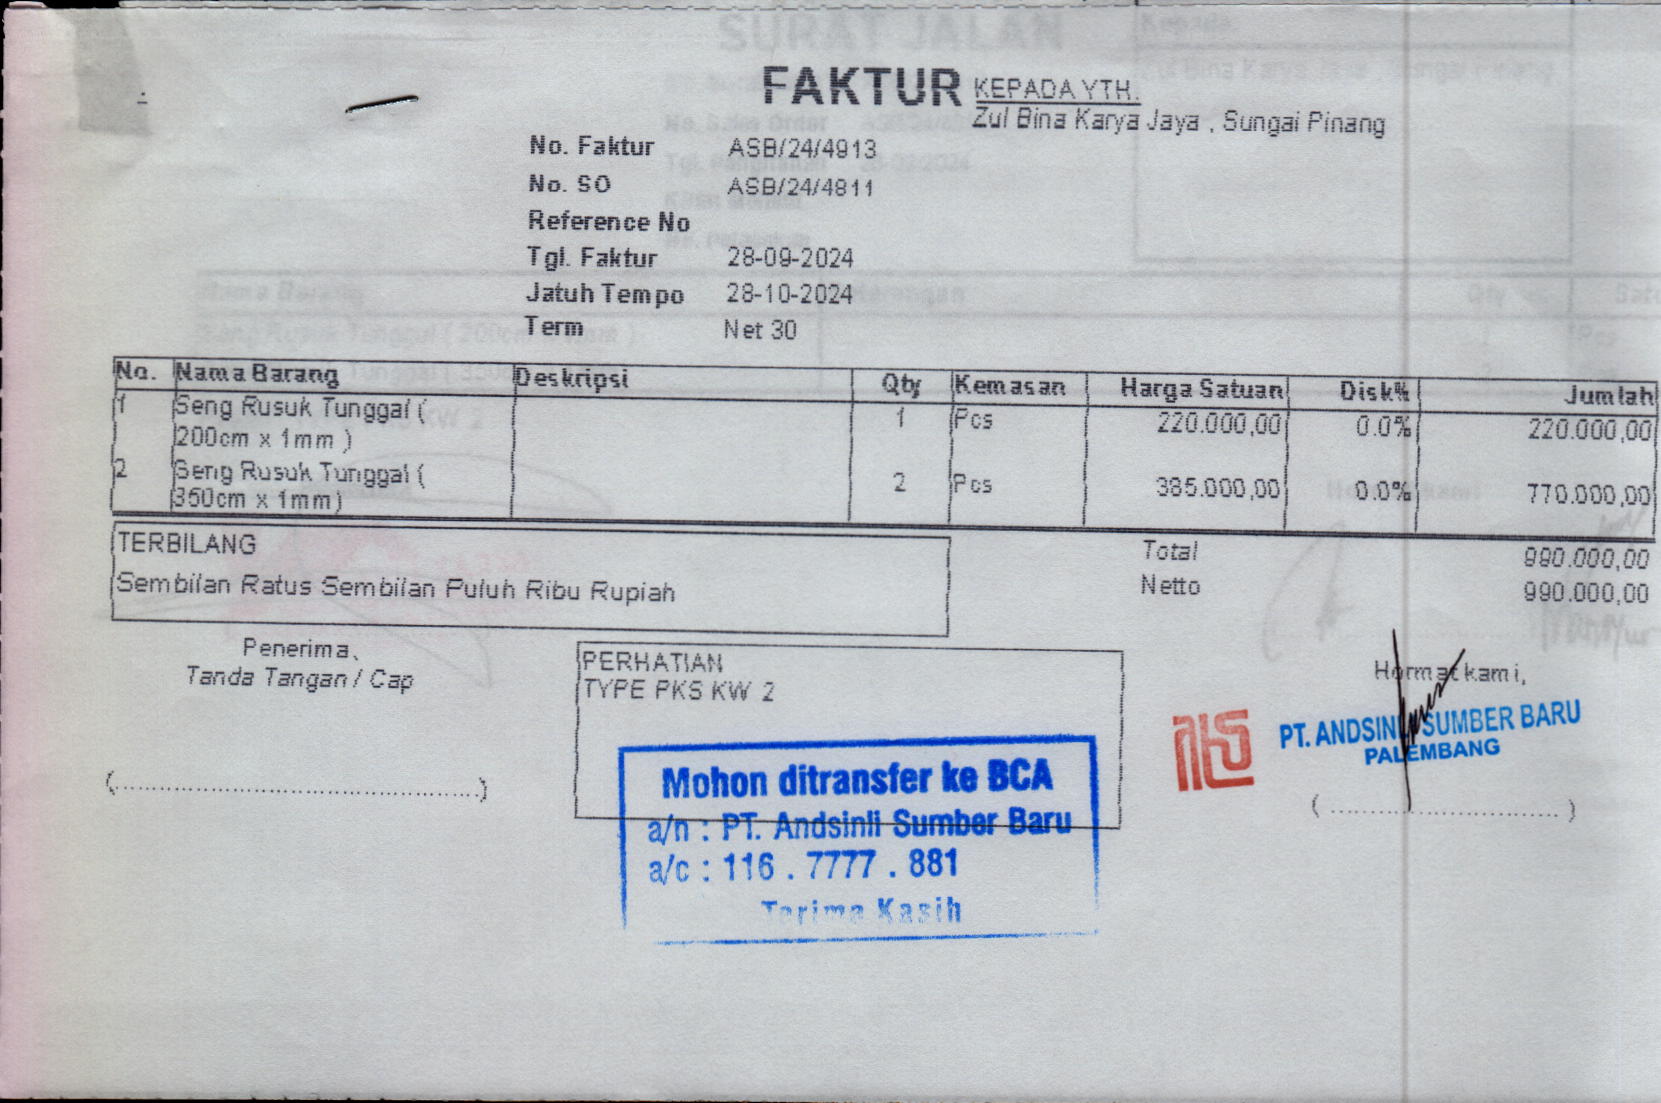 FAKTUR
KEPADA YTH.
Zul Bina Karya Jaya , Sungai Pinang
No. Faktur ASB/24/4913
No. SO ASB/24/4811
Reference No
Tgl. Faktur 28-09-2024
Jatuh Tempo 28-10-2024
Term Net 30
No. Nama Barang Deskripsi Qty Kemasan Harga Satuan Disk% Jumlah
1 Seng Rusuk Tunggal ( 1 Pcs 220.000,00 0.0% 220.000,00
200cm x 1mm )
2 Seng Rusuk Tunggal ( 2 Pcs 385.000,00 0.0% 770.000,00
350cm x 1mm)
TERBILANG
Sembilan Ratus Sembilan Puluh Ribu Rupiah
Total 990.000,00
Netto 990.000,00
Penerima,
Tanda Tangan / Cap
(..............................................)
PERHATIAN
TYPE PKS KW 2
Hormat kami,
PT. ANDSINLI SUMBER BARU
PALEMBANG
( ............................. )
Mohon ditransfer ke BCA
a/n : PT. Andsinli Sumber Baru
a/c : 116 . 7777 . 881
Terima Kasih
SURAT JALAN
Kepada